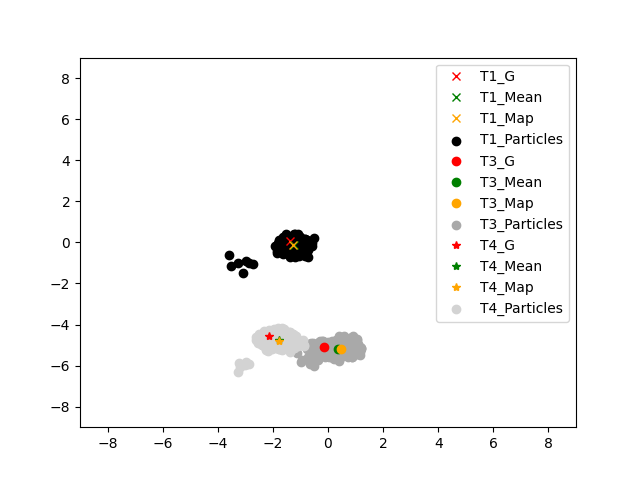 8
6
4
2
0
−2
−4
−6
−8
−8 −6 −4 −2 0 2 4 6 8
T1_G
T1_Mean
T1_Map
T1_Particles
T3_G
T3_Mean
T3_Map
T3_Particles
T4_G
T4_Mean
T4_Map
T4_Particles